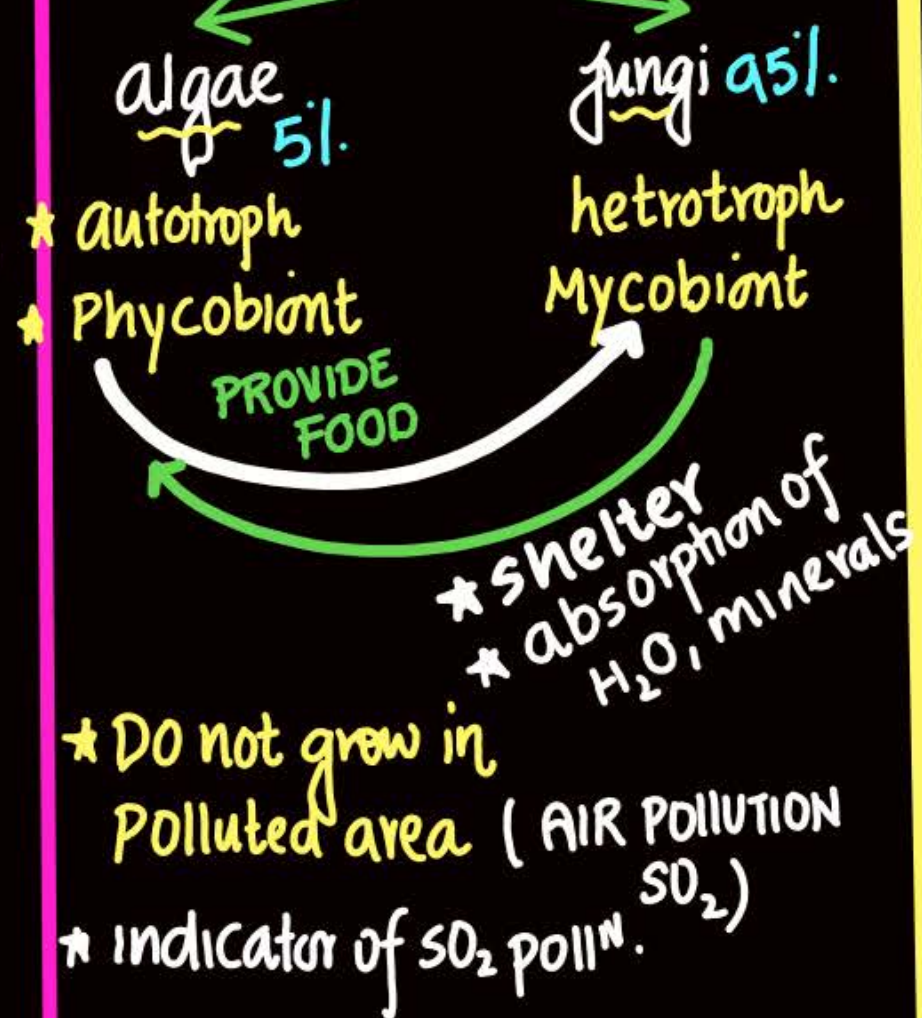 algae
5%.
fungi 95%.
★ autotroph
hetrotroph
★ Phycobiont
Mycobiont
PROVIDE
FOOD
★ shelter
★ absorption of
H₂O, minerals
★ Do not grow in
Polluted area ( AIR POLLUTION
SO₂)
★ indicator of SO₂ pollᴺ.